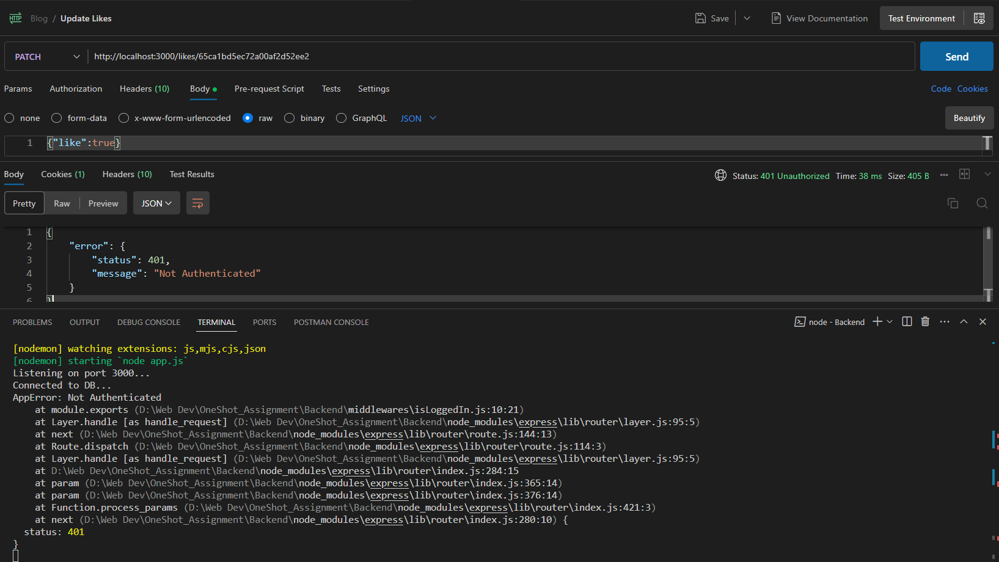 HTTP Blog / Update Likes Save View Documentation Test Environment
PATCH http://localhost:3000/likes/65ca1bd5ec72a00af2d52ee2 Send
Params Authorization Headers (10) Body Pre-request Script Tests Settings Code Cookies
none form-data x-www-form-urlencoded raw binary GraphQL JSON Beautify
1 {"like":true}
Body Cookies (1) Headers (10) Test Results Status: 401 Unauthorized Time: 38 ms Size: 405 B
Pretty Raw Preview JSON
1 {
2 "error": {
3 "status": 401,
4 "message": "Not Authenticated"
5 }
6 }
PROBLEMS OUTPUT DEBUG CONSOLE TERMINAL PORTS POSTMAN CONSOLE node - Backend
[nodemon] watching extensions: js,mjs,cjs,json
[nodemon] starting `node app.js`
Listening on port 3000...
Connected to DB...
AppError: Not Authenticated
at module.exports (D:\Web Dev\OneShot_Assignment\Backend\middlewares\isLoggedIn.js:10:21)
at Layer.handle [as handle_request] (D:\Web Dev\OneShot_Assignment\Backend\node_modules\express\lib\router\layer.js:95:5)
at next (D:\Web Dev\OneShot_Assignment\Backend\node_modules\express\lib\router\route.js:144:13)
at Route.dispatch (D:\Web Dev\OneShot_Assignment\Backend\node_modules\express\lib\router\route.js:114:3)
at Layer.handle [as handle_request] (D:\Web Dev\OneShot_Assignment\Backend\node_modules\express\lib\router\layer.js:95:5)
at D:\Web Dev\OneShot_Assignment\Backend\node_modules\express\lib\router\index.js:284:15
at param (D:\Web Dev\OneShot_Assignment\Backend\node_modules\express\lib\router\index.js:365:14)
at param (D:\Web Dev\OneShot_Assignment\Backend\node_modules\express\lib\router\index.js:376:14)
at Function.process_params (D:\Web Dev\OneShot_Assignment\Backend\node_modules\express\lib\router\index.js:421:3)
at next (D:\Web Dev\OneShot_Assignment\Backend\node_modules\express\lib\router\index.js:280:10) {
status: 401
}